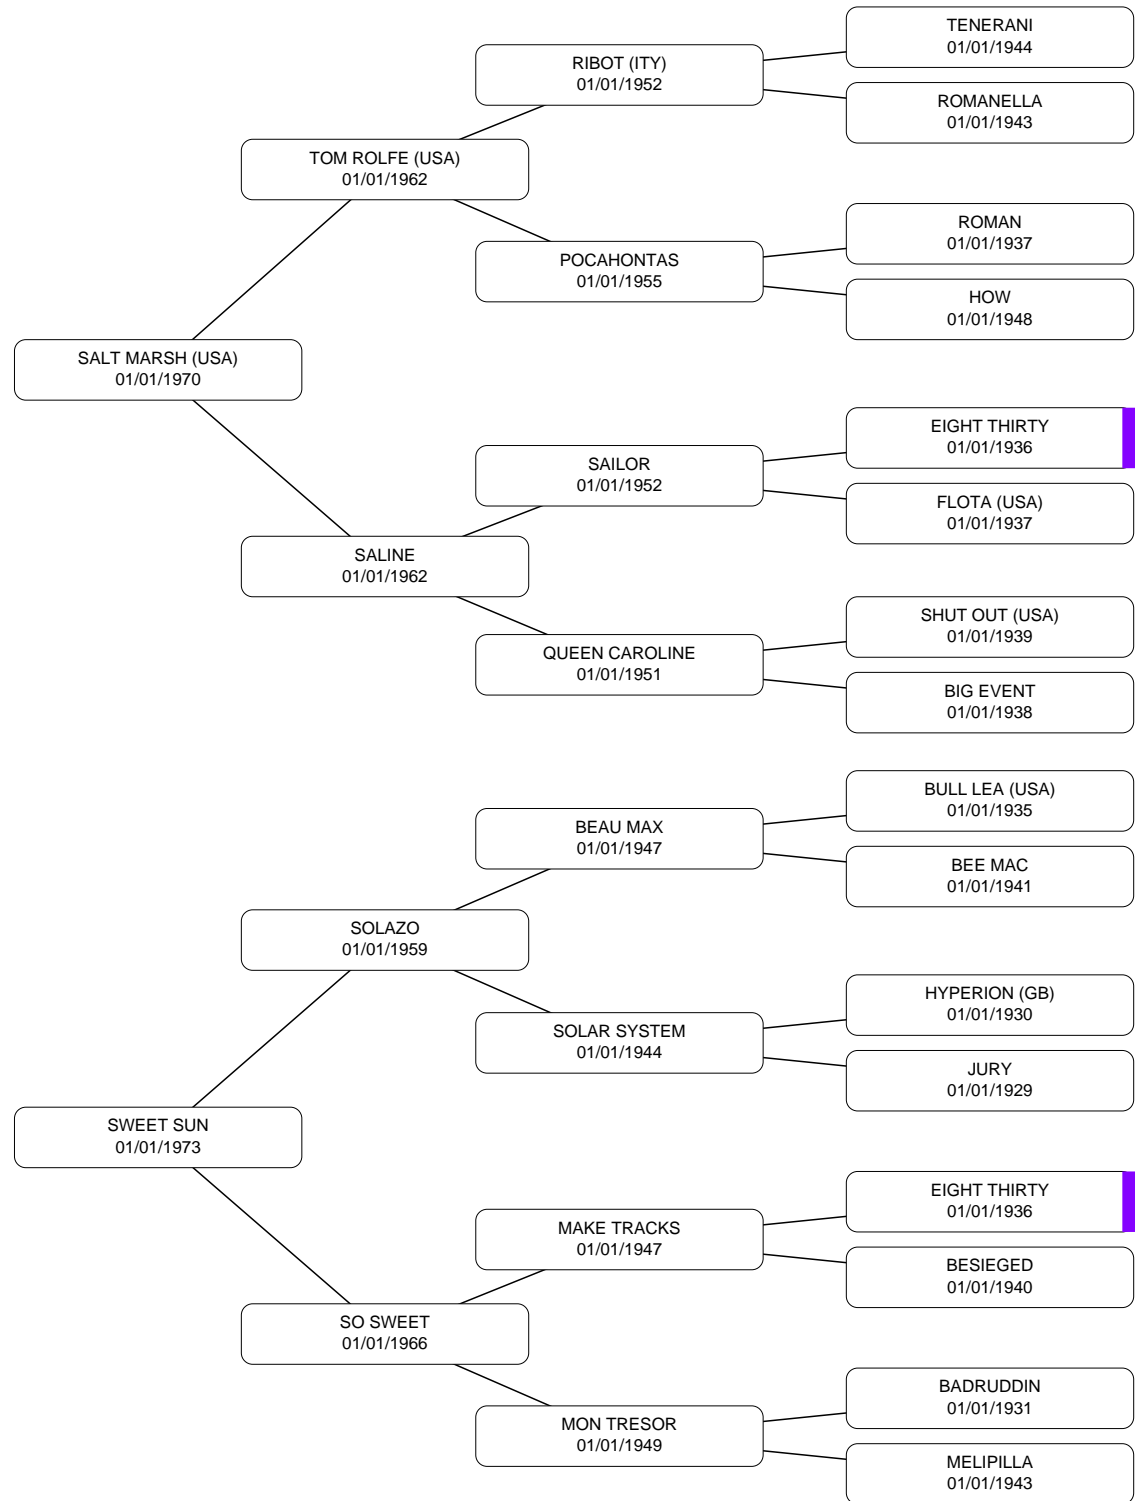 TENERANI
01/01/1944
RIBOT (ITY)
01/01/1952
ROMANELLA
01/01/1943
TOM ROLFE (USA)
01/01/1962
ROMAN
01/01/1937
POCAHONTAS
01/01/1955
HOW
01/01/1948
SALT MARSH (USA)
01/01/1970
EIGHT THIRTY
01/01/1936
SAILOR
01/01/1952
FLOTA (USA)
01/01/1937
SALINE
01/01/1962
SHUT OUT (USA)
01/01/1939
QUEEN CAROLINE
01/01/1951
BIG EVENT
01/01/1938
BULL LEA (USA)
01/01/1935
BEAU MAX
01/01/1947
BEE MAC
01/01/1941
SOLAZO
01/01/1959
HYPERION (GB)
01/01/1930
SOLAR SYSTEM
01/01/1944
JURY
01/01/1929
SWEET SUN
01/01/1973
EIGHT THIRTY
01/01/1936
MAKE TRACKS
01/01/1947
BESIEGED
01/01/1940
SO SWEET
01/01/1966
BADRUDDIN
01/01/1931
MON TRESOR
01/01/1949
MELIPILLA
01/01/1943